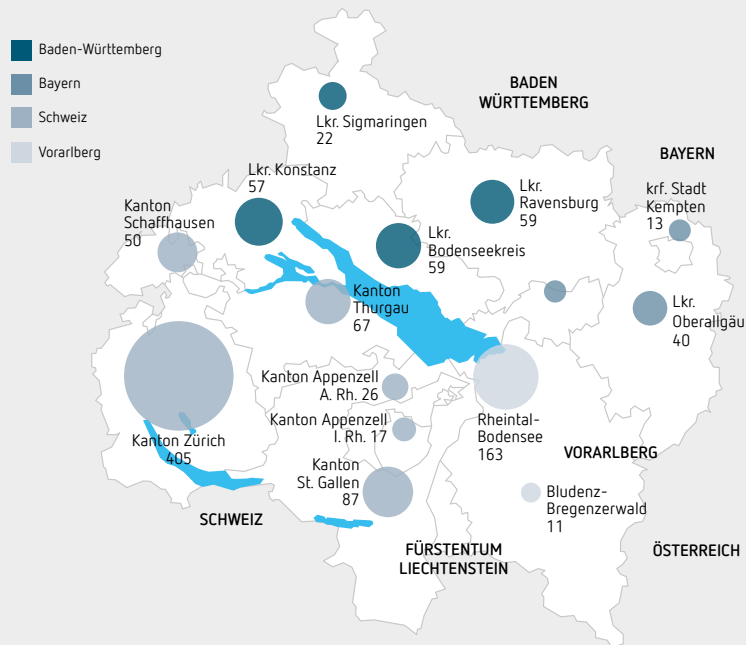 Baden-Württemberg
Bayern
Schweiz
Vorarlberg
BADEN
WÜRTTEMBERG
Lkr. Sigmaringen
22
BAYERN
Lkr. Konstanz
57
Lkr.
Ravensburg
59
krf. Stadt
Kempten
13
Kanton
Schaffhausen
50
Lkr.
Bodenseekreis
59
Kanton
Thurgau
67
Lkr.
Oberallgäu
40
Kanton Appenzell
A. Rh. 26
Kanton Appenzell
I. Rh. 17
Kanton Zürich
405
Rheintal-
Bodensee
163
VORARLBERG
Kanton
St. Gallen
87
Bludenz-
Bregenzerwald
11
SCHWEIZ
FÜRSTENTUM
LIECHTENSTEIN
ÖSTERREICH